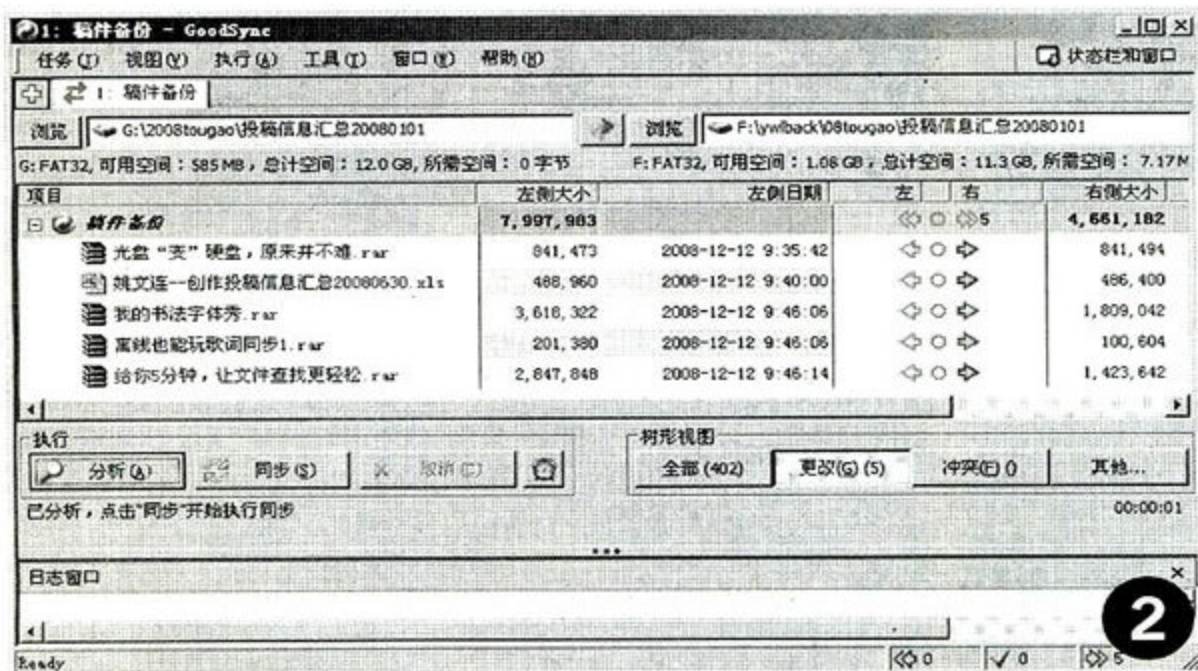 1: 稿件备份 - GoodSync
任务(T) 视图(V) 执行(A) 工具(T) 窗口(W) 帮助(H) 状态栏和窗口
1: 稿件备份
浏览 G:\2008tougao\投稿信息汇总20080101 浏览 F:\ywlback\08tougao\投稿信息汇总20080101
G: FAT32, 可用空间：585 MB，总计空间：12.0 GB, 所需空间：0 字节 F: FAT32, 可用空间：1.06 GB，总计空间：11.3 GB, 所需空间：7.17 M
项目 左侧大小 左侧日期 左 右 右侧大小
稿件备份 7,997,983 5 4,661,182
光盘“变”硬盘，原来并不难.rar 841,473 2008-12-12 9:35:42 841,494
姚文连--创作投稿信息汇总20080630.xls 488,960 2008-12-12 9:40:00 486,400
我的书法字体秀.rar 3,618,322 2008-12-12 9:46:06 1,809,042
离线也能玩歌词同步1.rar 201,380 2008-12-12 9:46:06 100,604
给你5分钟，让文件查找更轻松.rar 2,847,848 2008-12-12 9:46:14 1,423,642
执行 树形视图
分析(A) 同步(S) 取消(C) 全部(402) 更改(G) (5) 冲突(F) () 其他...
已分析，点击"同步"开始执行同步 00:00:01
日志窗口
2
Ready 0 0 5